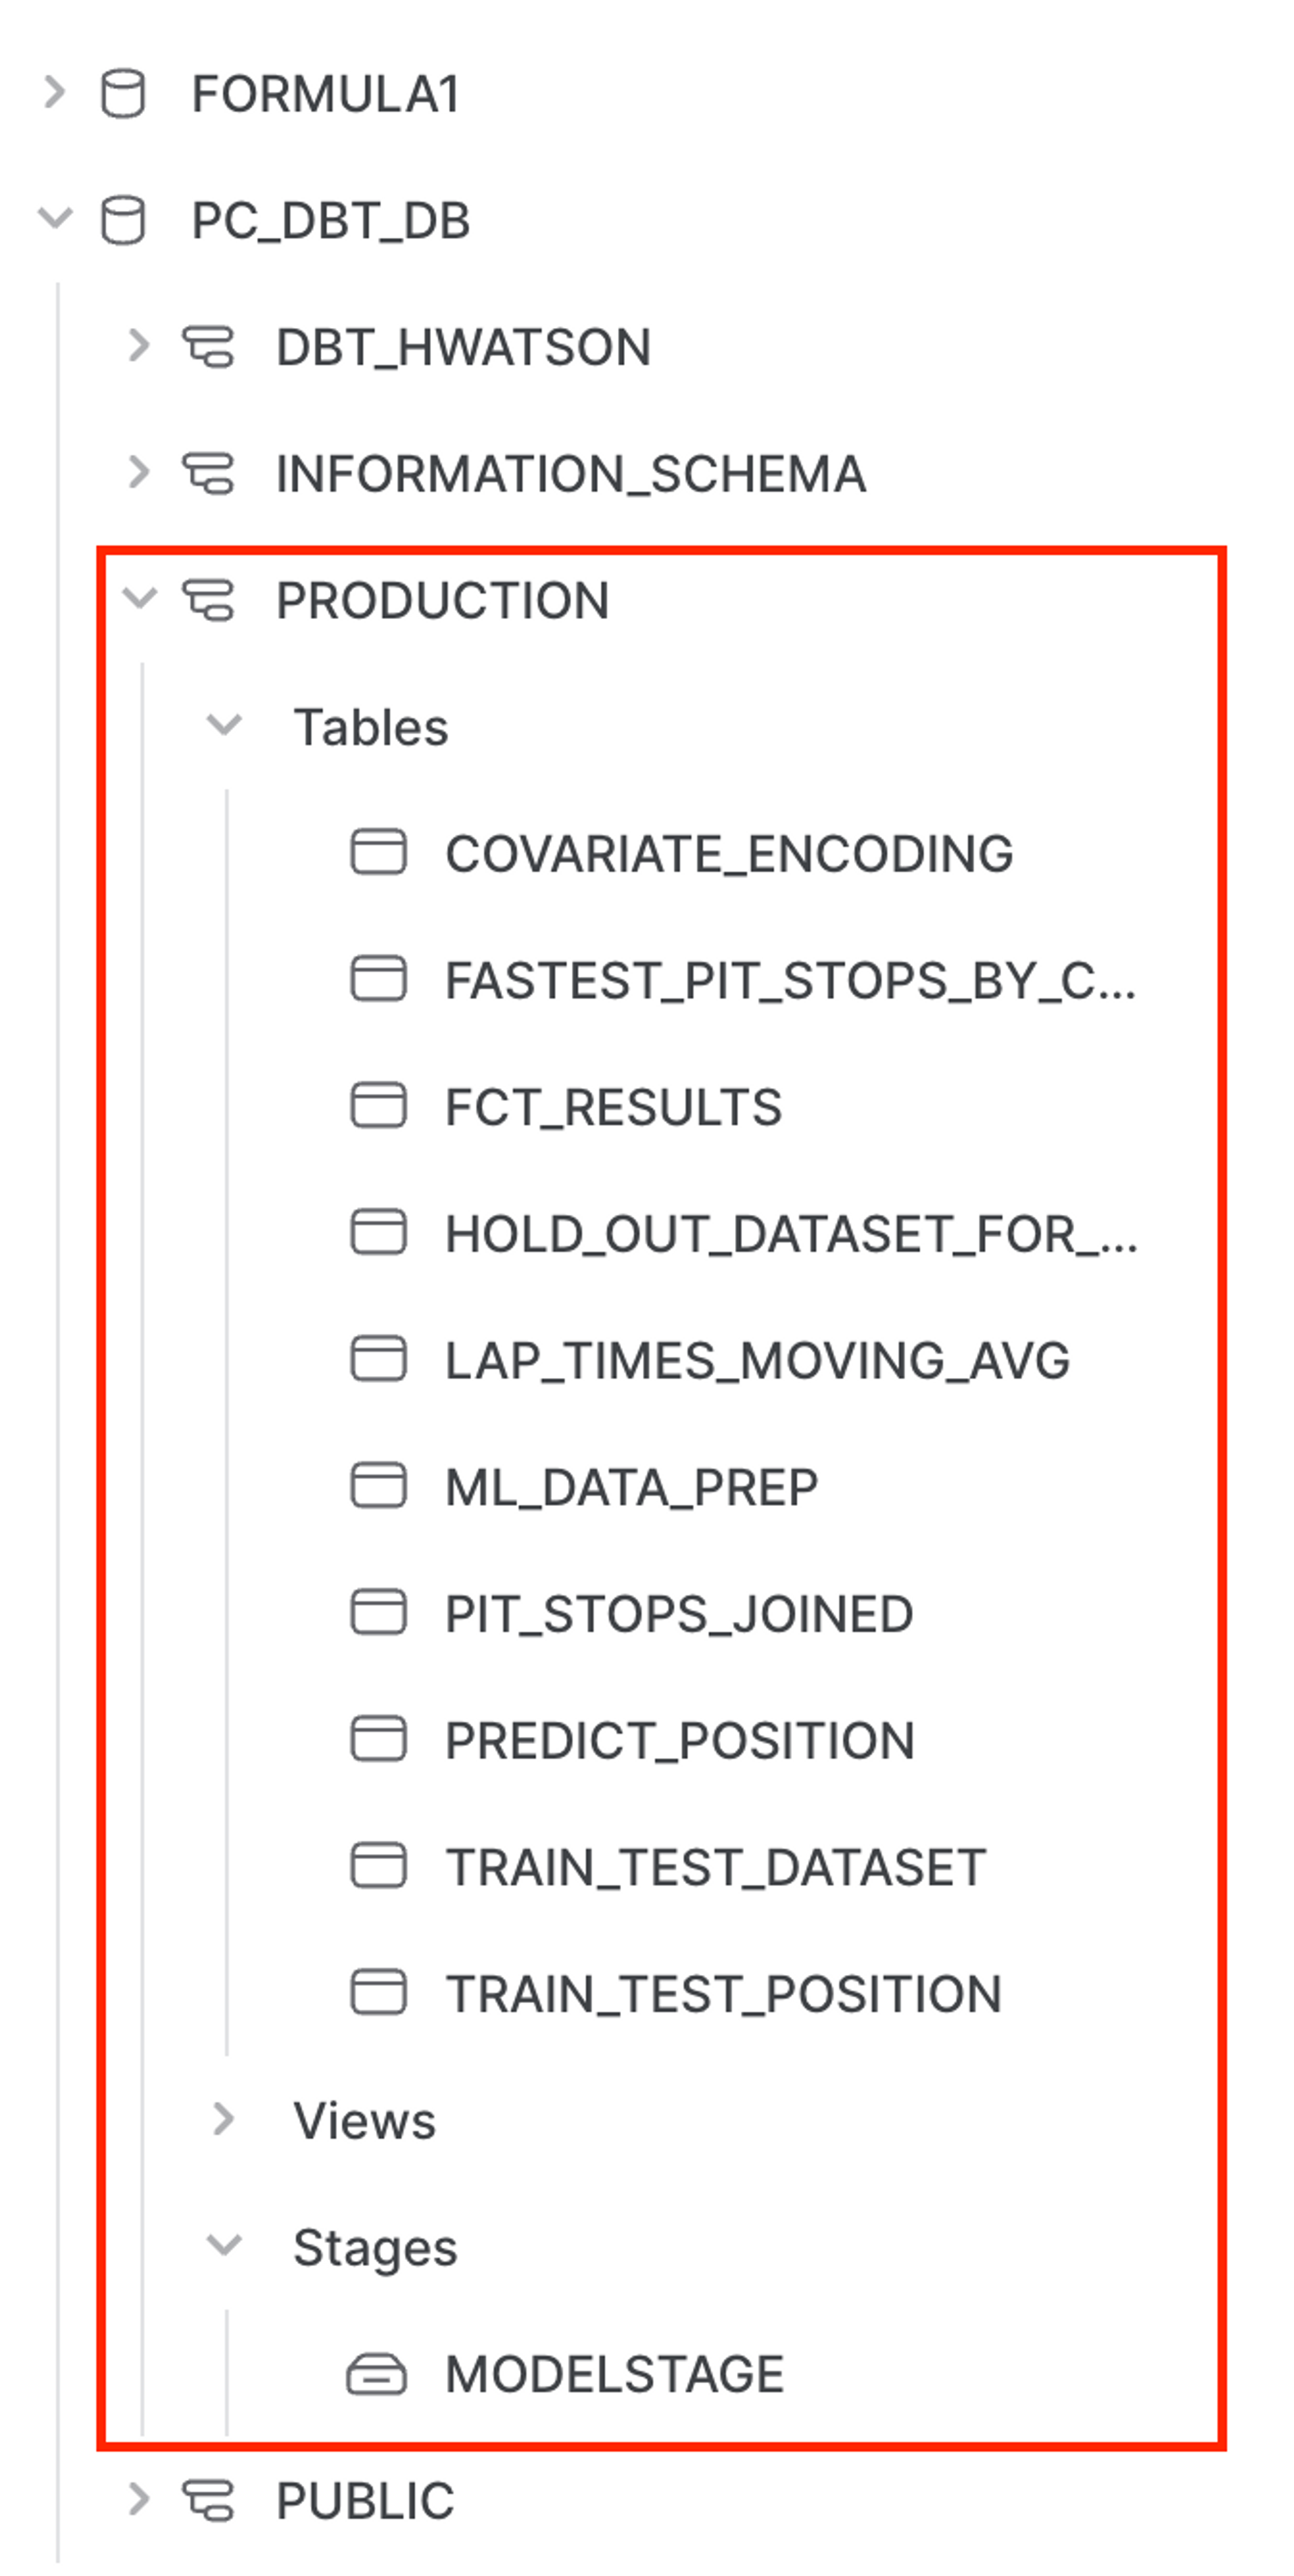 FORMULA1
PC_DBT_DB
DBT_HWATSON
INFORMATION_SCHEMA
PRODUCTION
Tables
COVARIATE_ENCODING
FASTEST_PIT_STOPS_BY_C...
FCT_RESULTS
HOLD_OUT_DATASET_FOR_...
LAP_TIMES_MOVING_AVG
ML_DATA_PREP
PIT_STOPS_JOINED
PREDICT_POSITION
TRAIN_TEST_DATASET
TRAIN_TEST_POSITION
Views
Stages
MODELSTAGE
PUBLIC